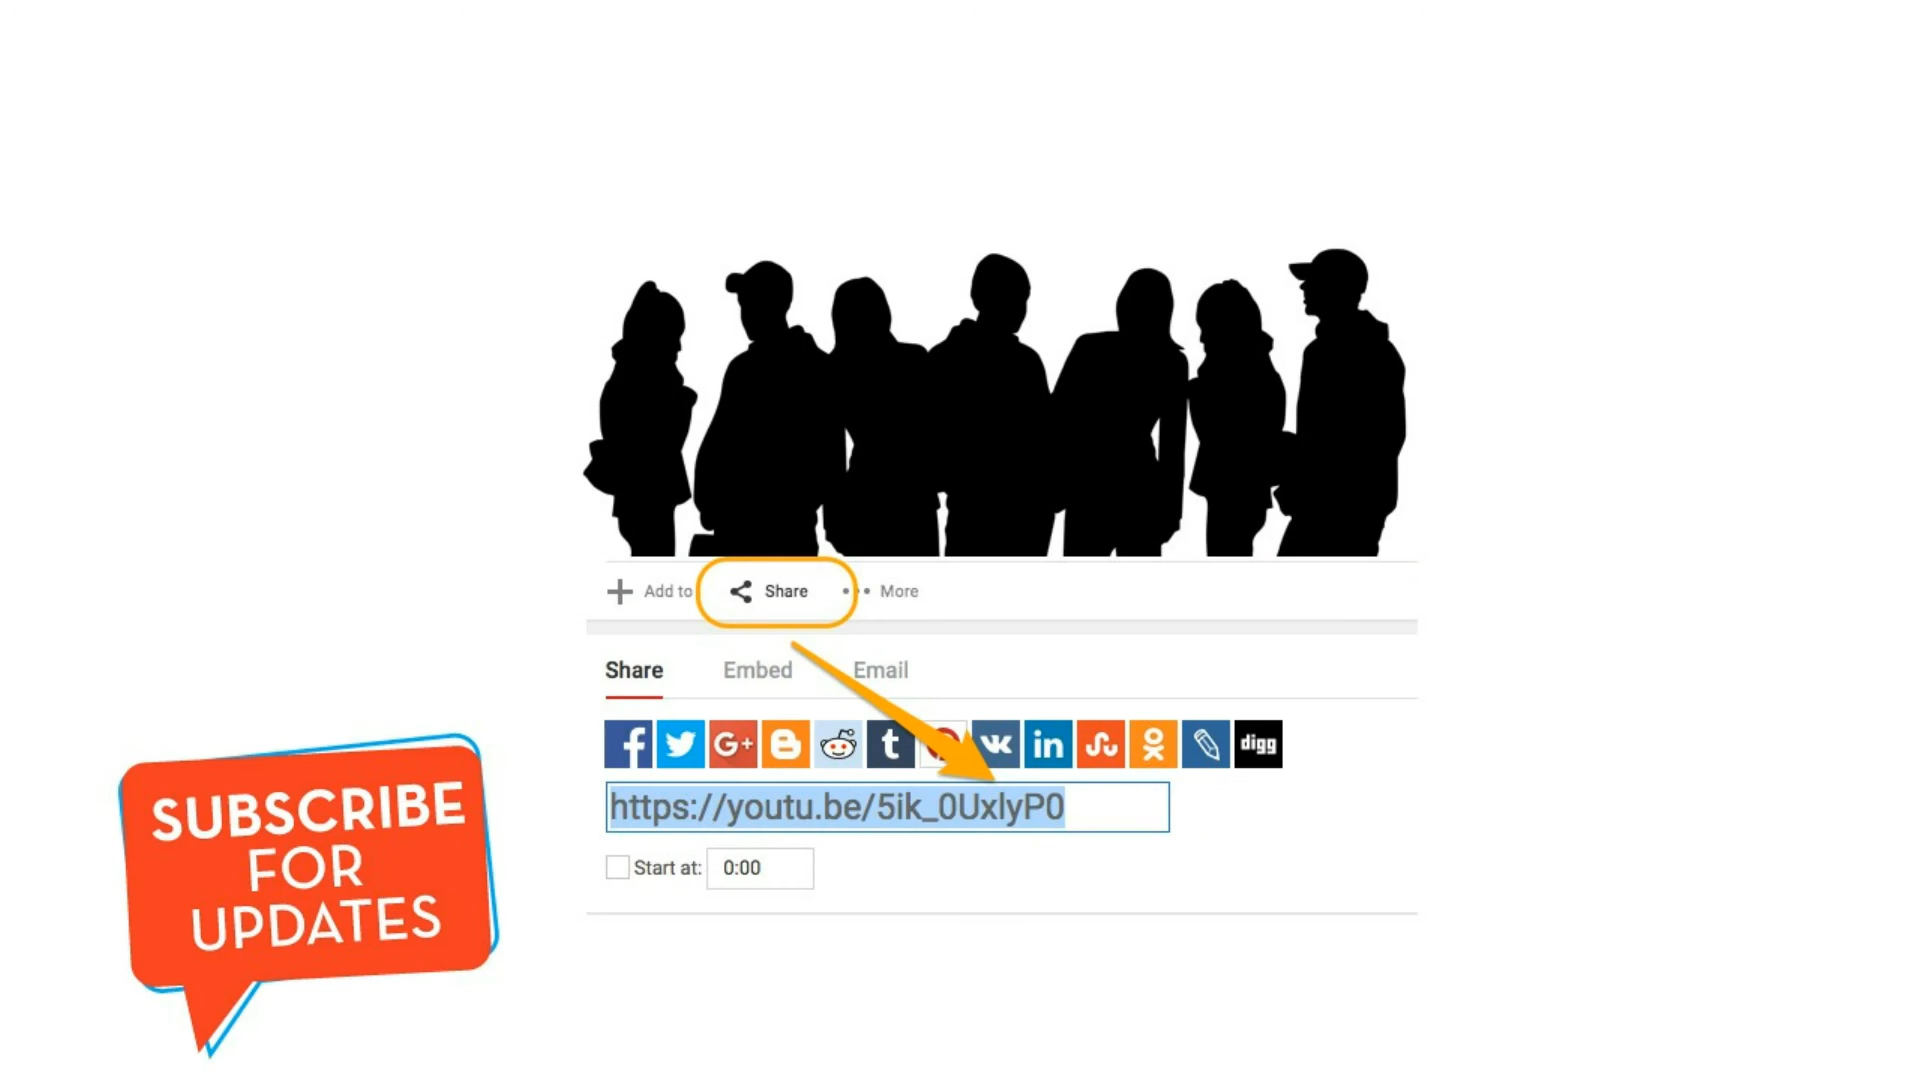 Add to Share More
Share Embed Email
f G+ B t VK in digg
https://youtu.be/5ik_0UxlyP0
Start at: 0:00
SUBSCRIBE
FOR
UPDATES